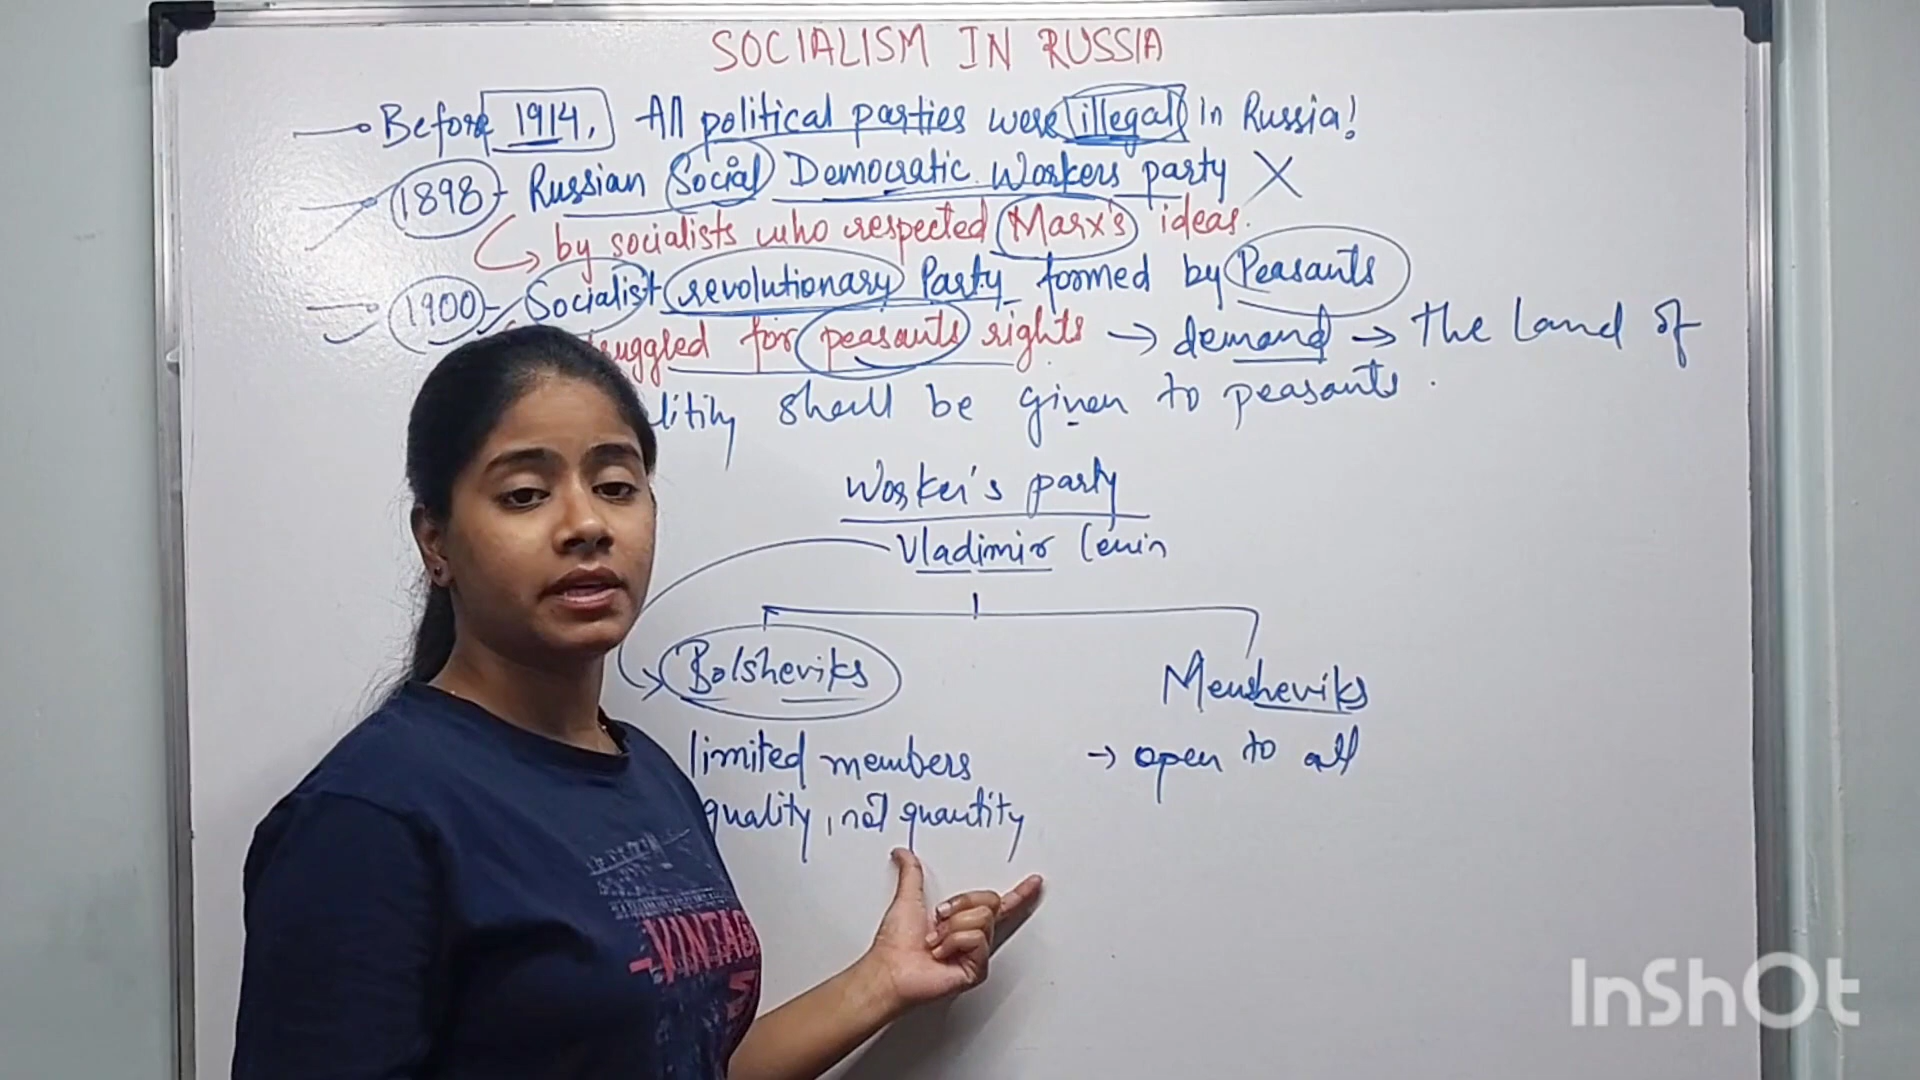 SOCIALISM IN RUSSIA
Before 1914, All political parties were illegal in Russia!
1898 - Russian Social Democratic Workers party X
by socialists who respected Marx's ideas.
1900 - Socialist revolutionary Party formed by Peasants
uggled for peasants rights → demand → the land of
shall be given to peasants.
Worker's party
Vladimir Lenin
Bolsheviks
Mensheviks
limited members
→ open to all
quality, not quantity
VINTAG
InShOt